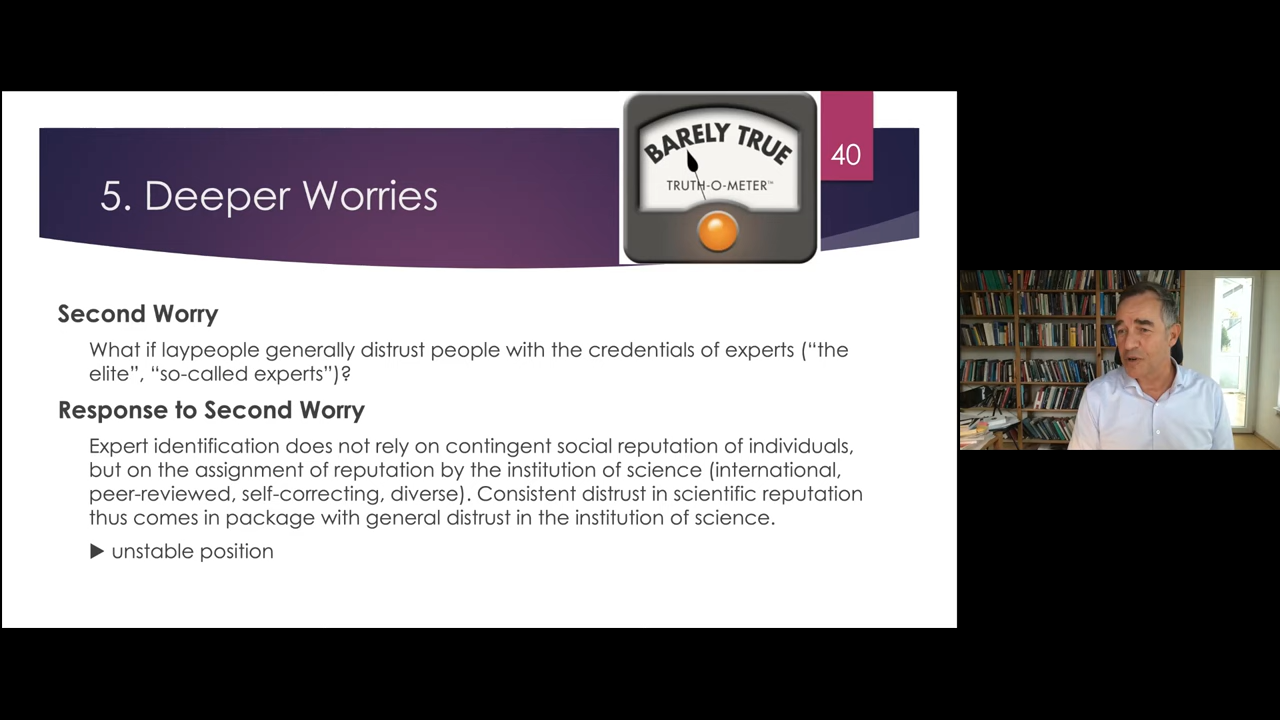 BARELY TRUE
TRUTH-O-METER™
40
5. Deeper Worries
Second Worry
What if laypeople generally distrust people with the credentials of experts (“the
elite”, “so-called experts”)?
Response to Second Worry
Expert identification does not rely on contingent social reputation of individuals,
but on the assignment of reputation by the institution of science (international,
peer-reviewed, self-correcting, diverse). Consistent distrust in scientific reputation
thus comes in package with general distrust in the institution of science.
▶ unstable position